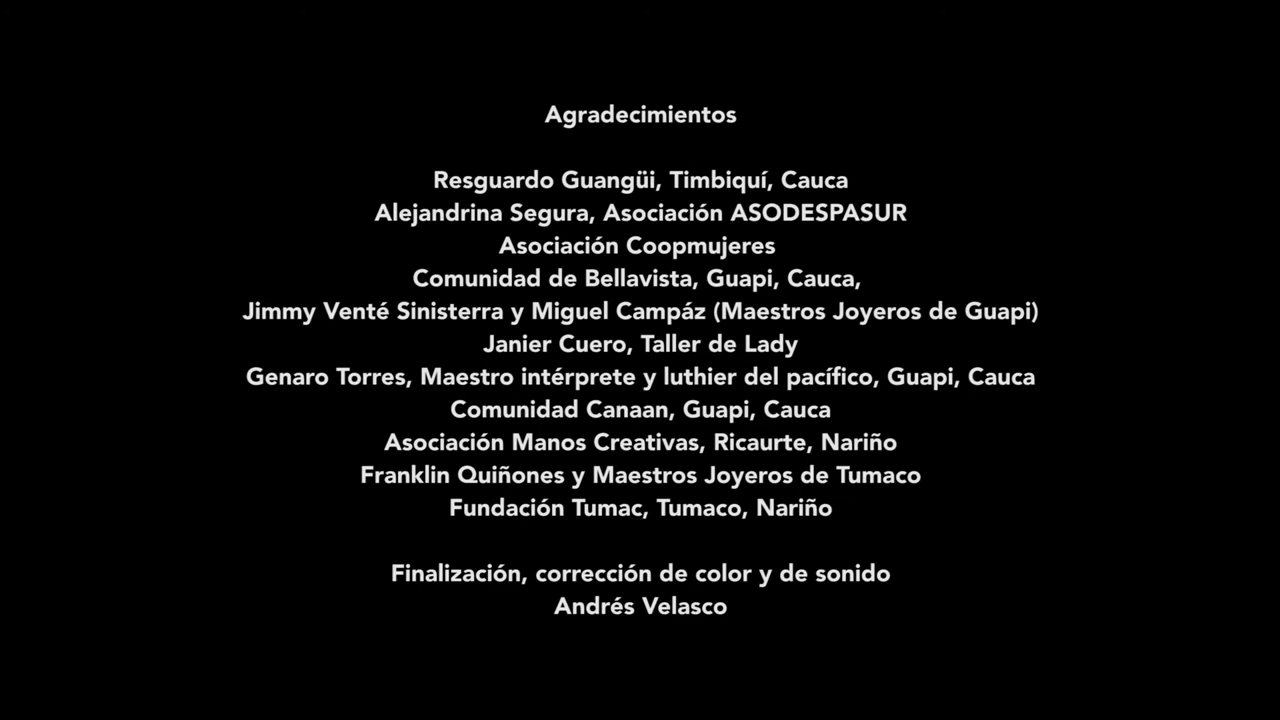 Agradecimientos
Resguardo Guangüi, Timbiquí, Cauca
Alejandrina Segura, Asociación ASODESPASUR
Asociación Coopmujeres
Comunidad de Bellavista, Guapi, Cauca,
Jimmy Venté Sinisterra y Miguel Campáz (Maestros Joyeros de Guapi)
Janier Cuero, Taller de Lady
Genaro Torres, Maestro intérprete y luthier del pacífico, Guapi, Cauca
Comunidad Canaan, Guapi, Cauca
Asociación Manos Creativas, Ricaurte, Nariño
Franklin Quiñones y Maestros Joyeros de Tumaco
Fundación Tumac, Tumaco, Nariño
Finalización, corrección de color y de sonido
Andrés Velasco